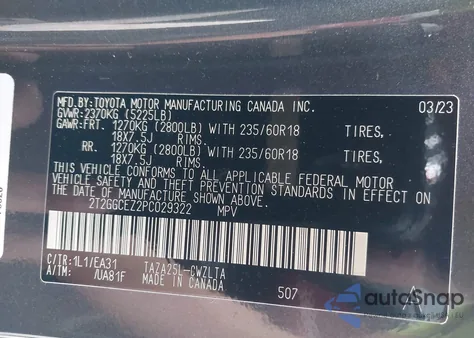 MFD.BY:TOYOTA MOTOR MANUFACTURING CANADA INC. 03/23
GVWR:2370KG (5225LB)
GAWR:FRT. 1270KG (2800LB) WITH 235/60R18 TIRES,
18X7.5J RIMS.
RR. 1270KG (2800LB) WITH 235/60R18 TIRES,
18X7.5J RIMS.
THIS VEHICLE CONFORMS TO ALL APPLICABLE FEDERAL MOTOR
VEHICLE SAFETY AND THEFT PREVENTION STANDARDS IN EFFECT ON
THE DATE OF MANUFACTURE SHOWN ABOVE.
2T2GGCEZ2PC029322 MPV
C/TR:1L1/EA31 TAZA25L-CWZLTA A
A/TM: /UA81F MADE IN CANADA 507
autoSnap